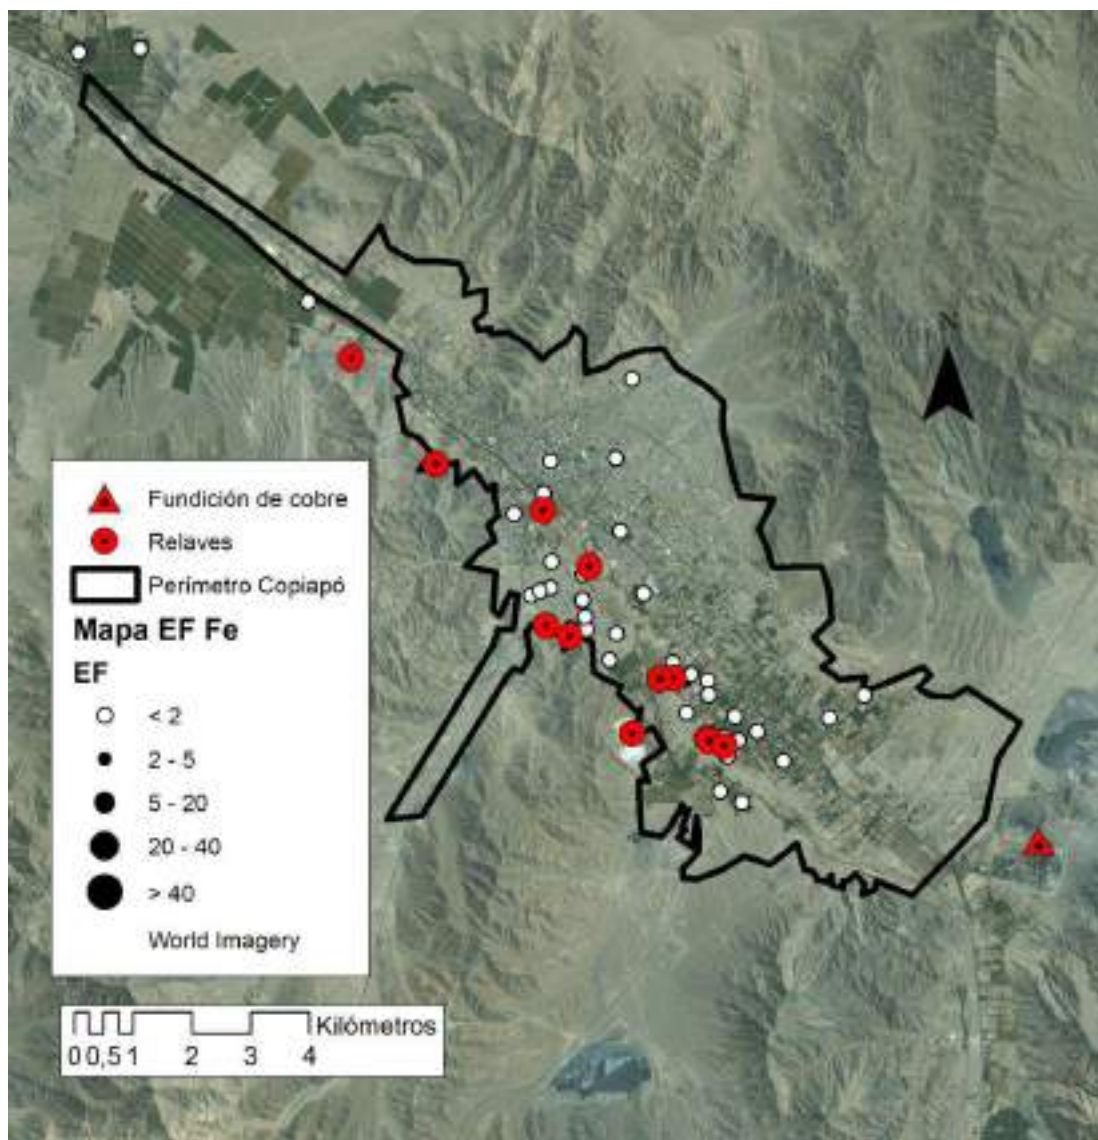 N
Fundición de cobre
Relaves
Perímetro Copiapó
Mapa EF Fe
EF
< 2
2 - 5
5 - 20
20 - 40
> 40
World Imagery
Kilómetros
0 0,5 1 2 3 4